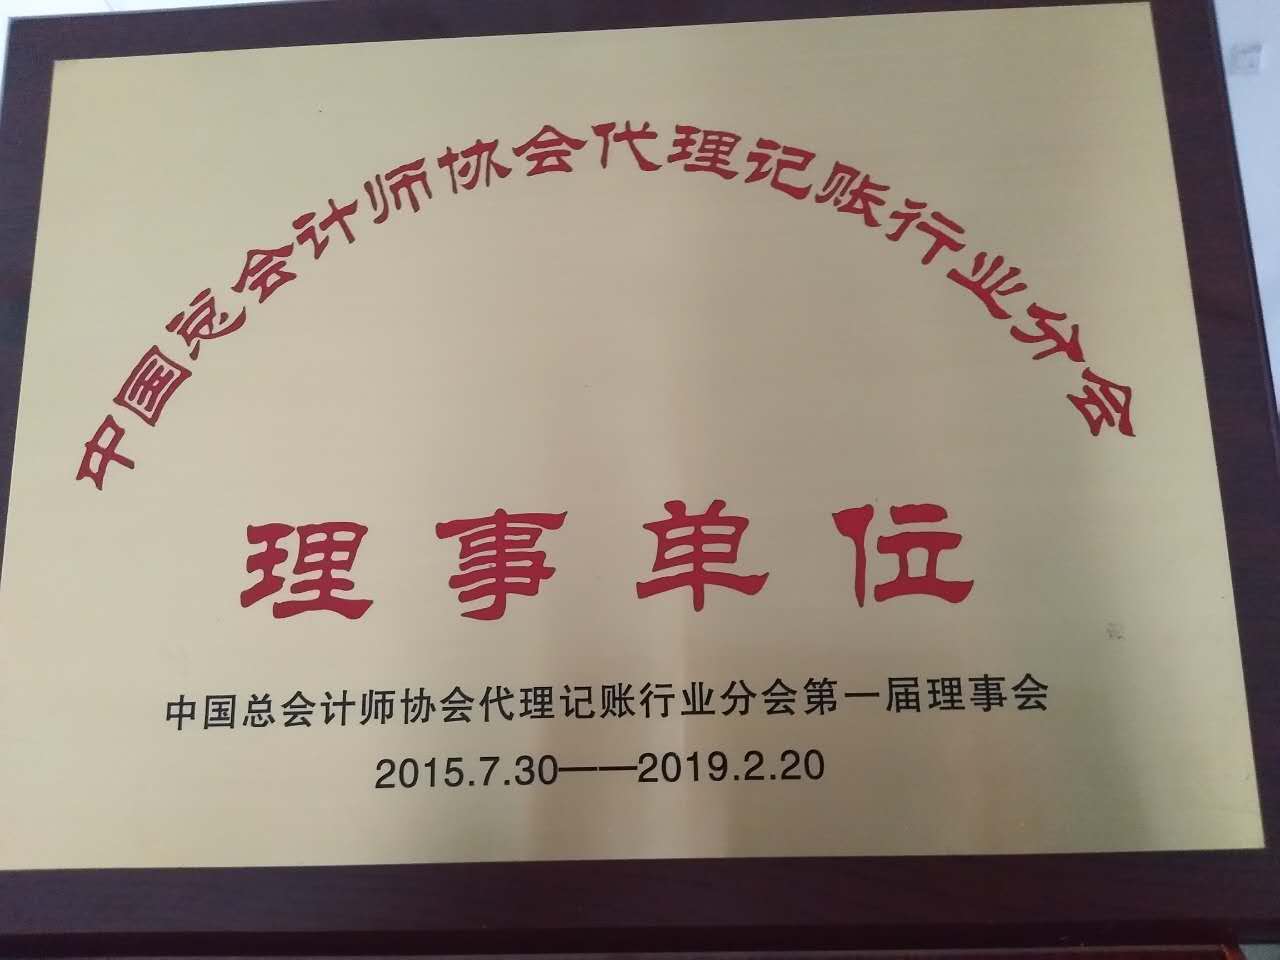 中国总会计师协会代理记账行业分会
理事单位
中国总会计师协会代理记账行业分会第一届理事会
2015.7.30——2019.2.20